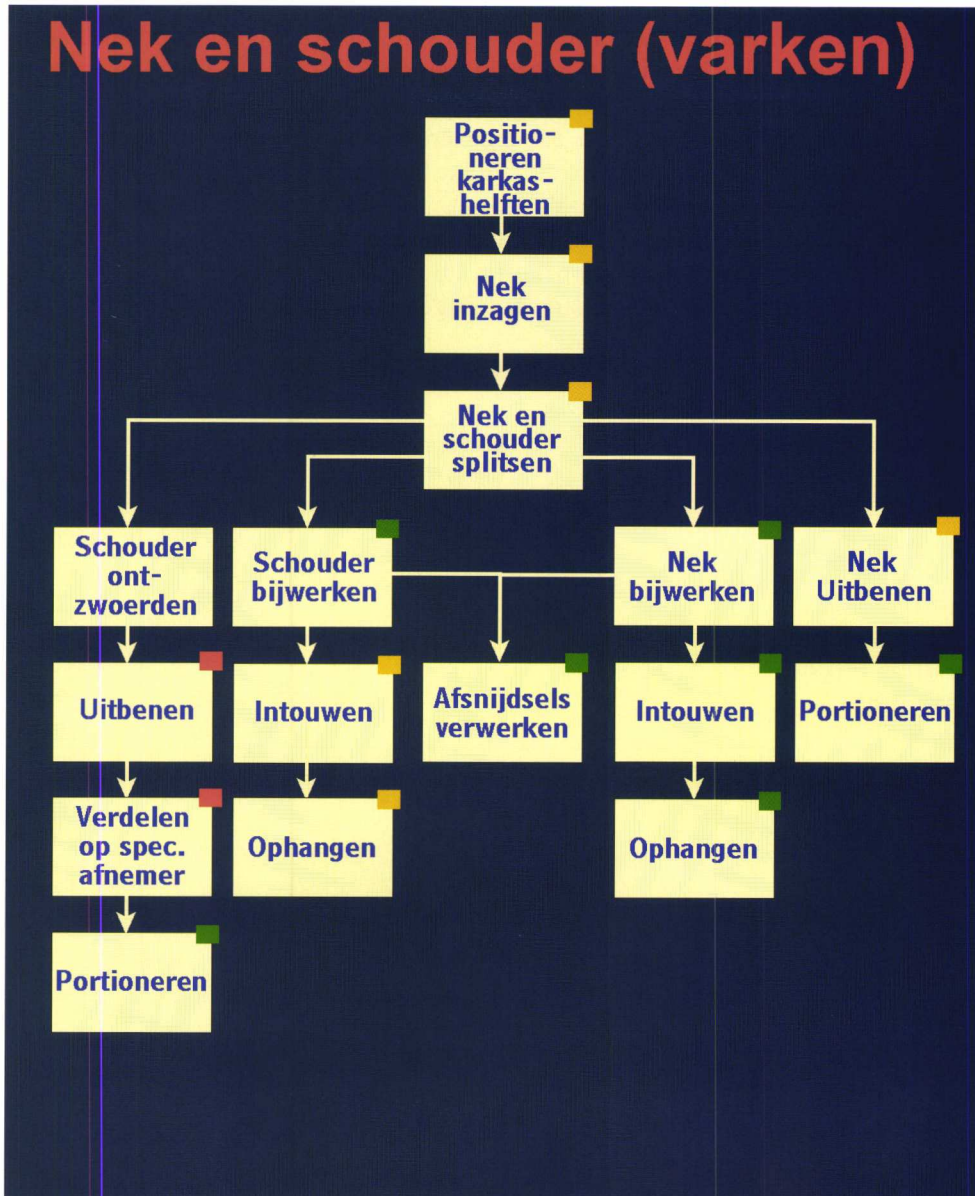 Nek en schouder (varken)
Positio-
neren
karkas-
helften
Nek
inzagen
Nek en
schouder
splitsen
Schouder
ont-
zwoerden
Schouder
bijwerken
Nek
bijwerken
Nek
Uitbenen
Uitbenen
Intouwen
Afsnijdsels
verwerken
Intouwen
Portioneren
Verdelen
op spec.
afnemer
Ophangen
Ophangen
Portioneren